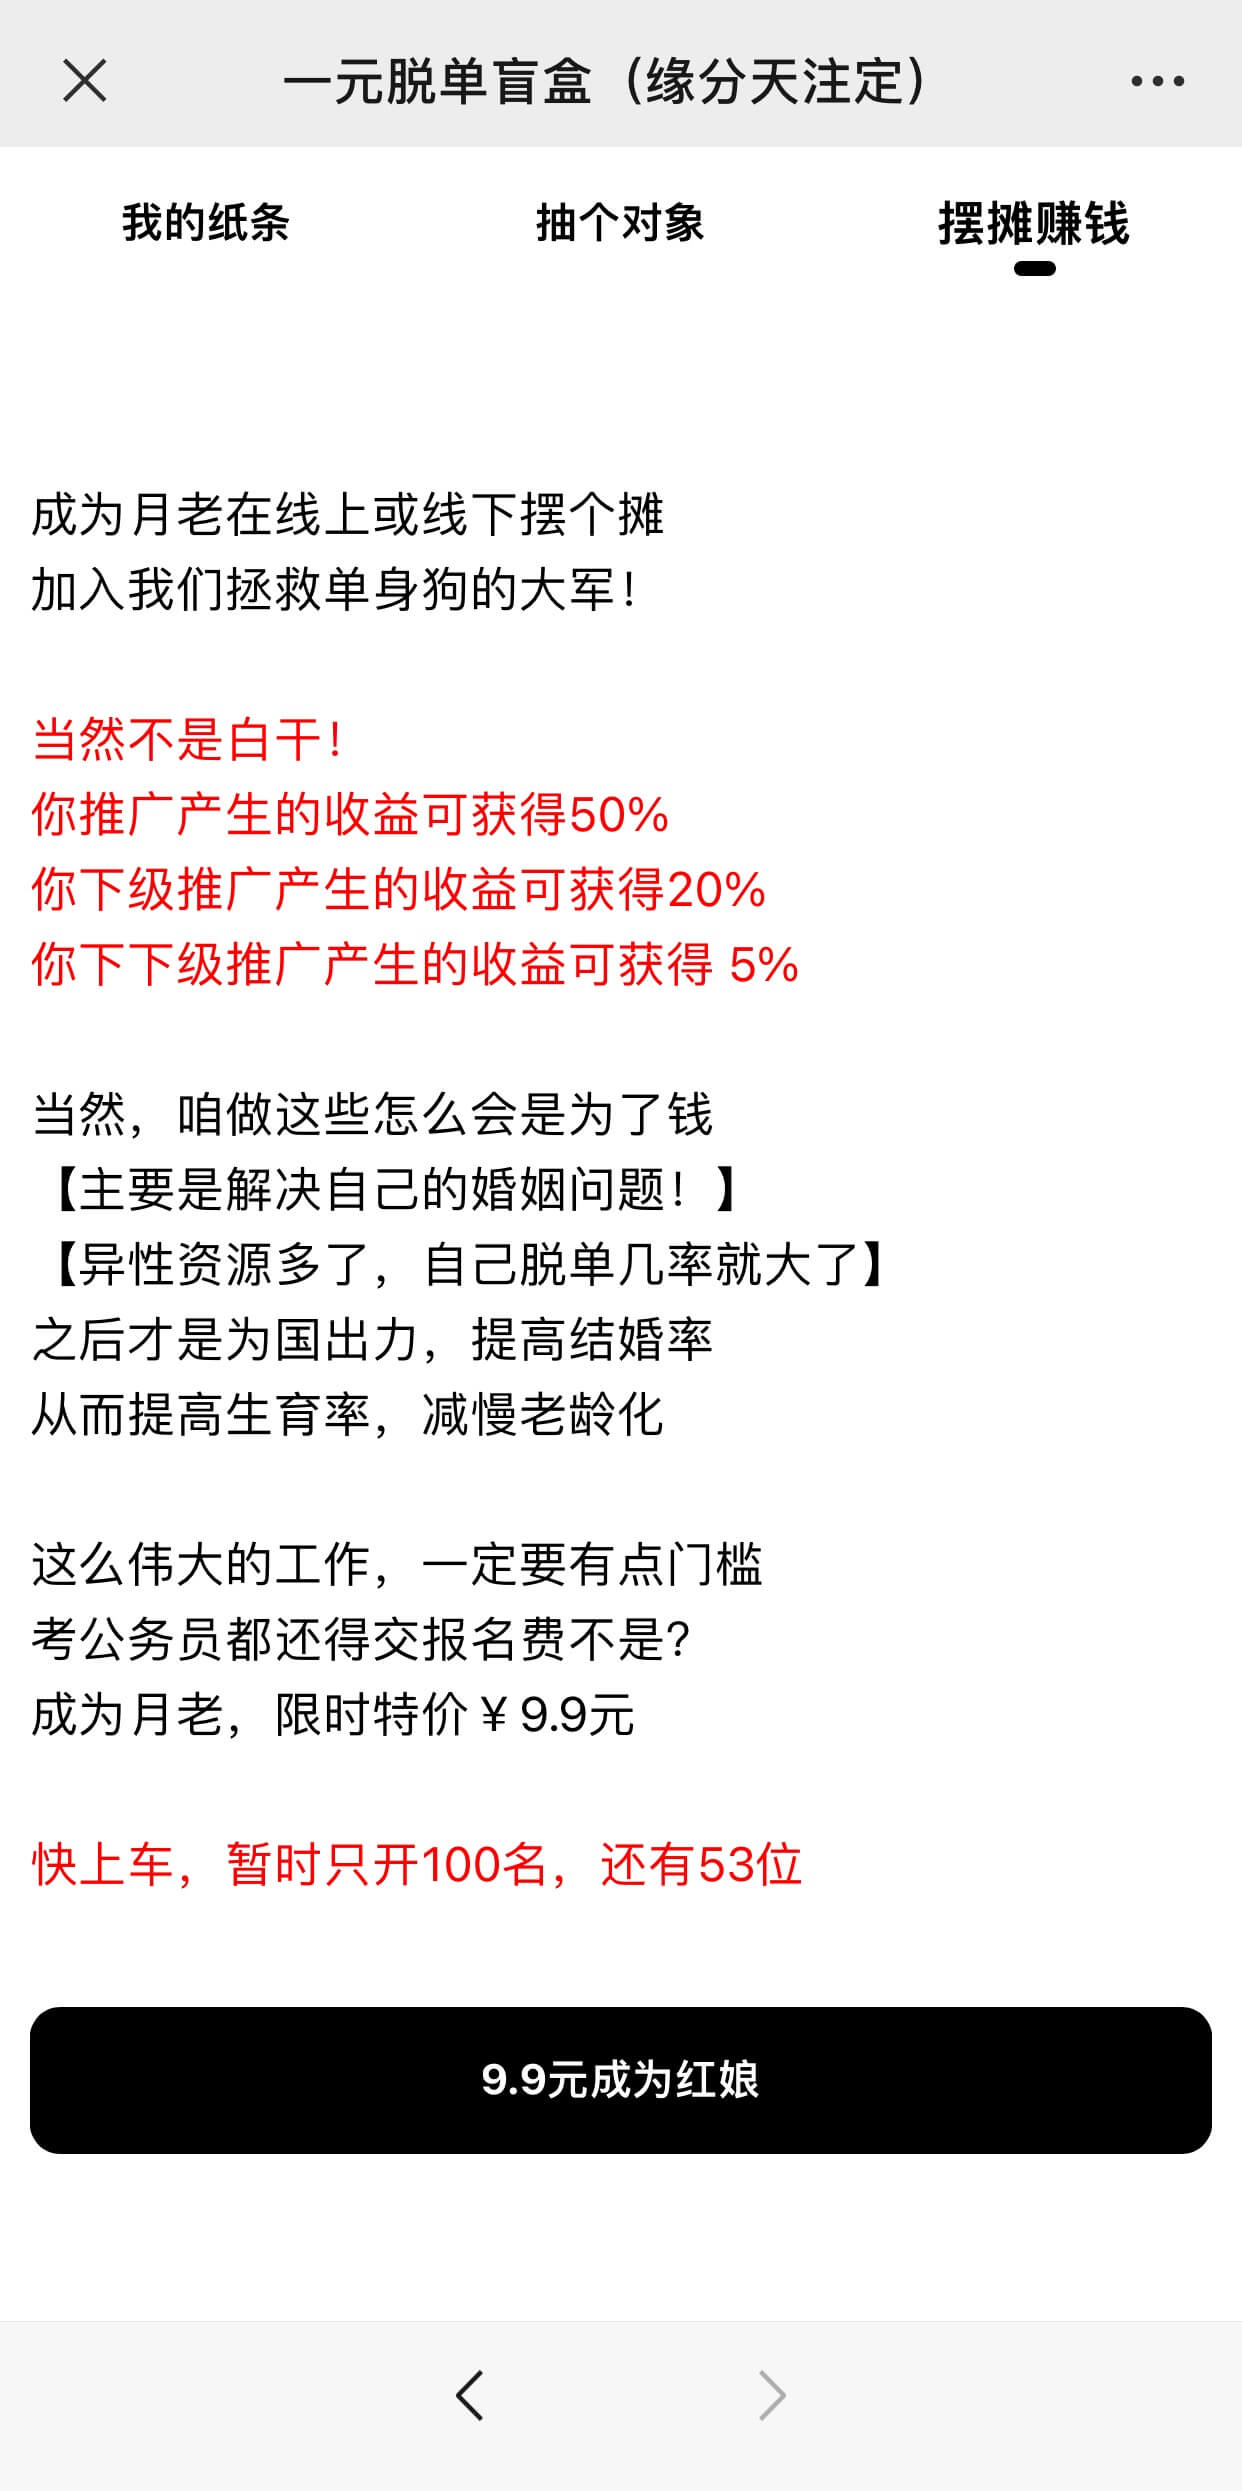 一元脱单盲盒（缘分天注定）
我的纸条
抽个对象
摆摊赚钱
成为月老在线上或线下摆个摊
加入我们拯救单身狗的大军！
当然不是白干！
你推广产生的收益可获得50%
你下级推广产生的收益可获得20%
你下下级推广产生的收益可获得 5%
当然，咱做这些怎么会是为了钱
【主要是解决自己的婚姻问题！】
【异性资源多了，自己脱单几率就大了】
之后才是为国出力，提高结婚率
从而提高生育率，减慢老龄化
这么伟大的工作，一定要有点门槛
考公务员都还得交报名费不是?
成为月老，限时特价￥9.9元
快上车，暂时只开100名，还有53位
9.9元成为红娘